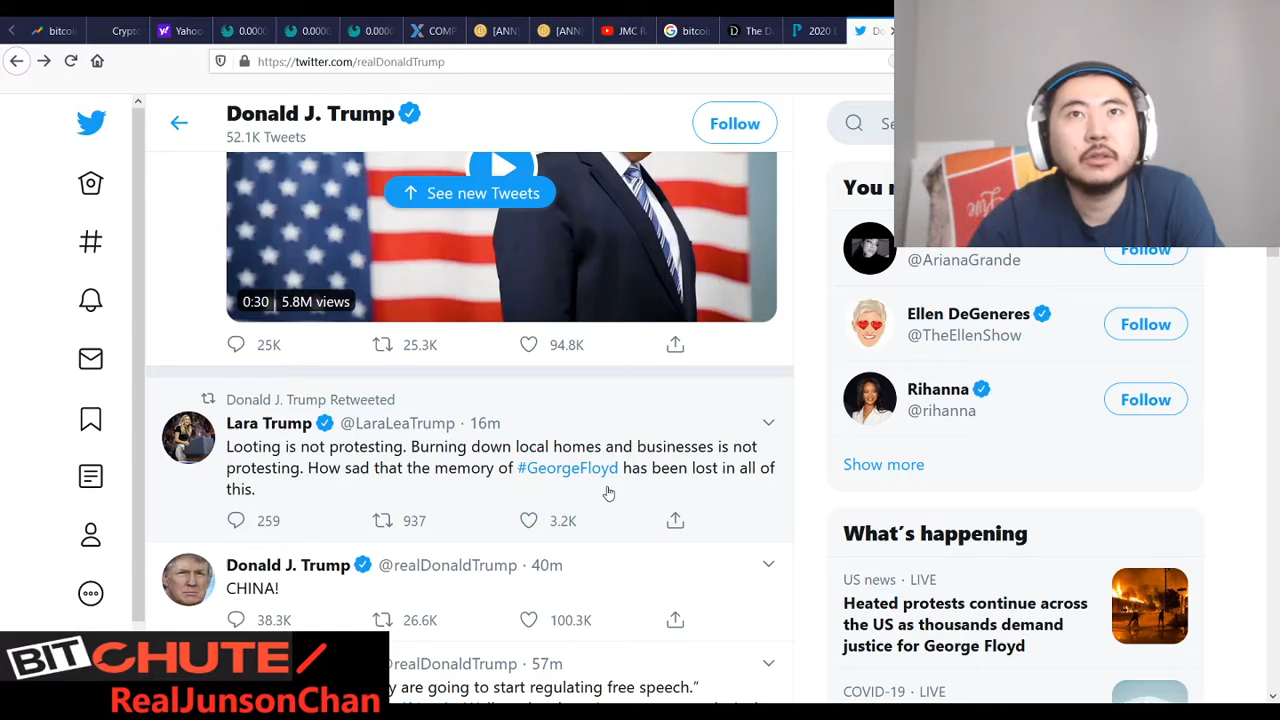 bitcoi
Crypto
Yahoo
0.0000
0.0000
0.0000
COMP
[ANN]
[ANN]
JMC R
bitcoi
The D
2020 B
Do
https://twitter.com/realDonaldTrump
Donald J. Trump
52.1K Tweets
Follow
Se
See new Tweets
0:30 | 5.8M views
25K 25.3K 94.8K
Donald J. Trump Retweeted
Lara Trump @LaraLeaTrump · 16m
Looting is not protesting. Burning down local homes and businesses is not
protesting. How sad that the memory of #GeorgeFloyd has been lost in all of
this.
259 937 3.2K
Donald J. Trump @realDonaldTrump · 40m
CHINA!
38.3K 26.6K 100.3K
@realDonaldTrump · 57m
y are going to start regulating free speech.”
You
Follow
@ArianaGrande
Ellen DeGeneres
@TheEllenShow
Follow
Rihanna
@rihanna
Follow
Show more
What’s happening
US news · LIVE
Heated protests continue across
the US as thousands demand
justice for George Floyd
COVID-19 · LIVE
BITCHUTE/
RealJunsonChan